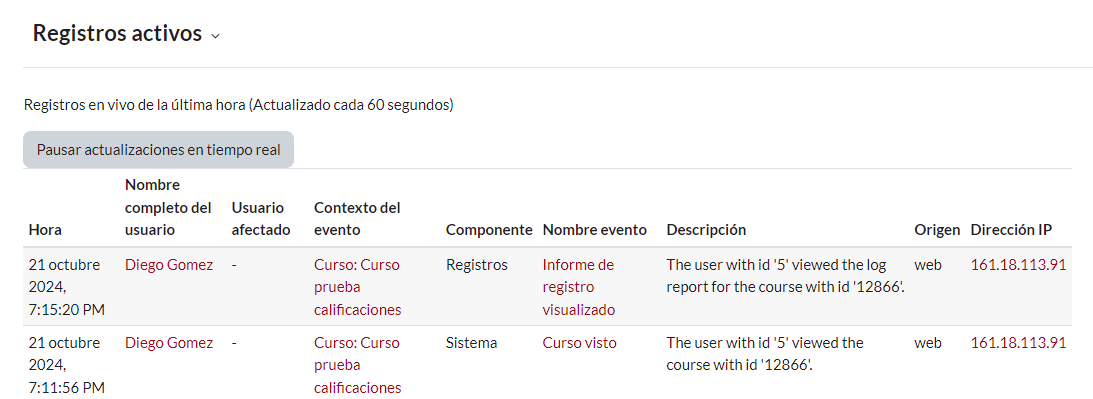 Registros activos
Registros en vivo de la última hora (Actualizado cada 60 segundos)
Pausar actualizaciones en tiempo real
Hora
Nombre
completo del
usuario
Usuario
afectado
Contexto del
evento
Componente
Nombre evento
Descripción
Origen
Dirección IP
21 octubre
2024,
7:15:20 PM
Diego Gomez
-
Curso: Curso
prueba
calificaciones
Registros
Informe de
registro
visualizado
The user with id '5' viewed the log
report for the course with id '12866'.
web
161.18.113.91
21 octubre
2024,
7:11:56 PM
Diego Gomez
-
Curso: Curso
prueba
calificaciones
Sistema
Curso visto
The user with id '5' viewed the
course with id '12866'.
web
161.18.113.91